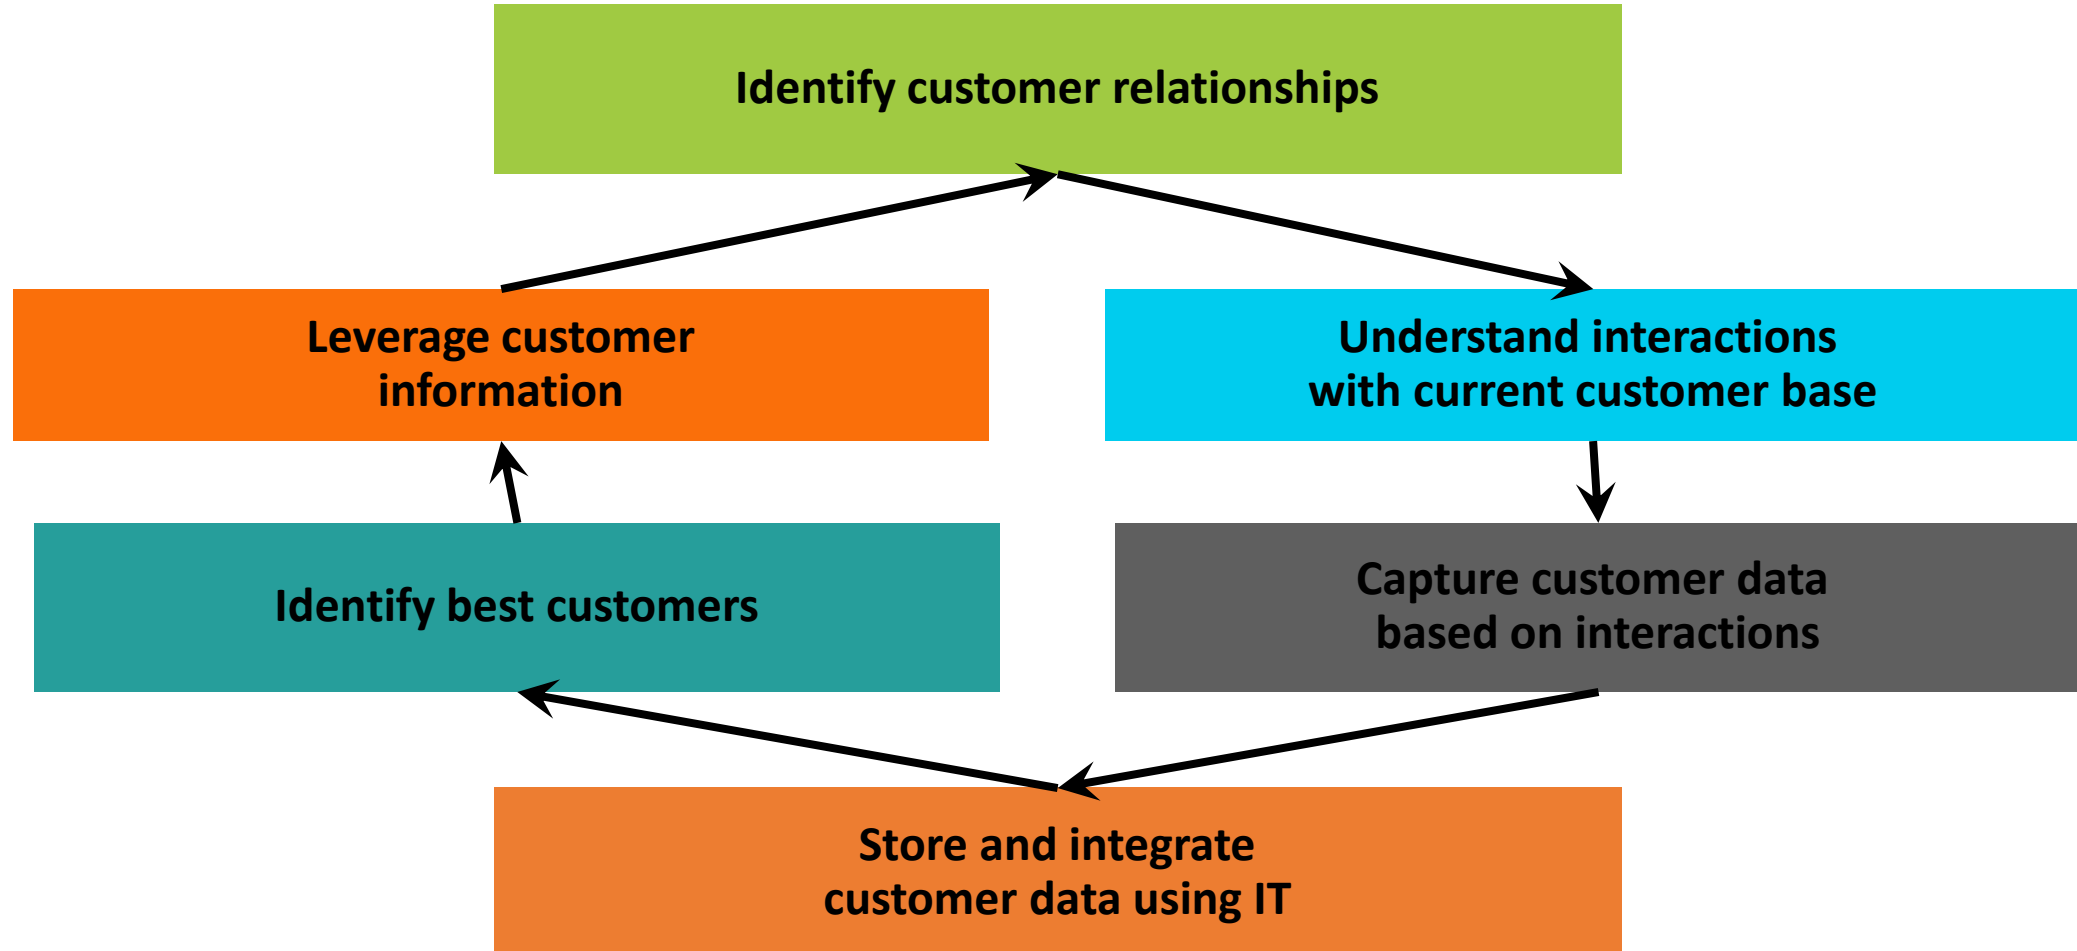 Identify customer relationships
Leverage customer
information
Understand interactions
with current customer base
Identify best customers
Capture customer data
based on interactions
Store and integrate
customer data using IT